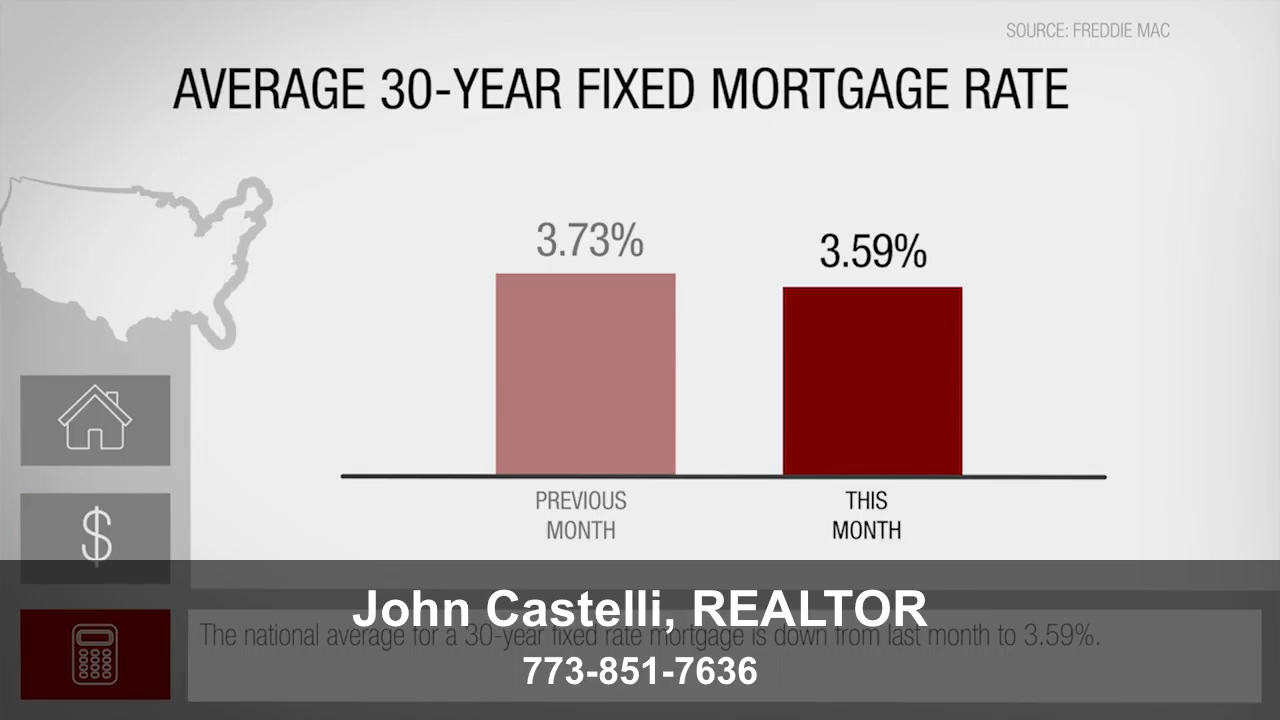 SOURCE: FREDDIE MAC
AVERAGE 30-YEAR FIXED MORTGAGE RATE
3.73%
3.59%
PREVIOUS
MONTH
THIS
MONTH
$
John Castelli, REALTOR
The national average for a 30-year fixed rate mortgage is down from last month to 3.59%.
773-851-7636